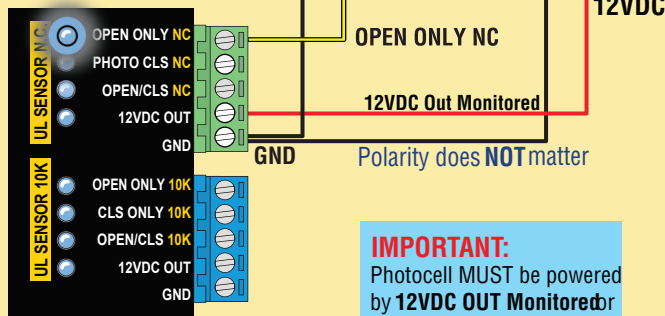 12VDC
UL SENSOR N.C.
OPEN ONLY NC
PHOTO CLS NC
OPEN/CLS NC
12VDC OUT
GND
OPEN ONLY NC
12VDC Out Monitored
GND
Polarity does NOT matter
UL SENSOR 10K
OPEN ONLY 10K
CLS ONLY 10K
OPEN/CLS 10K
12VDC OUT
GND
IMPORTANT:
Photocell MUST be powered
by 12VDC OUT Monitored or